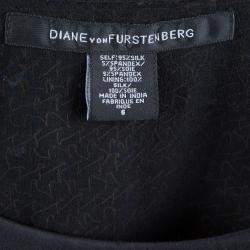 DIANE VON FURSTENBERG
SELF: 95%SILK
5%SPANDEX/
95%SOIE
5%SPANDEX
LINING:100%
SILK/
100%SOIE
MADE IN INDIA
FABRIQUE EN
INDE
6